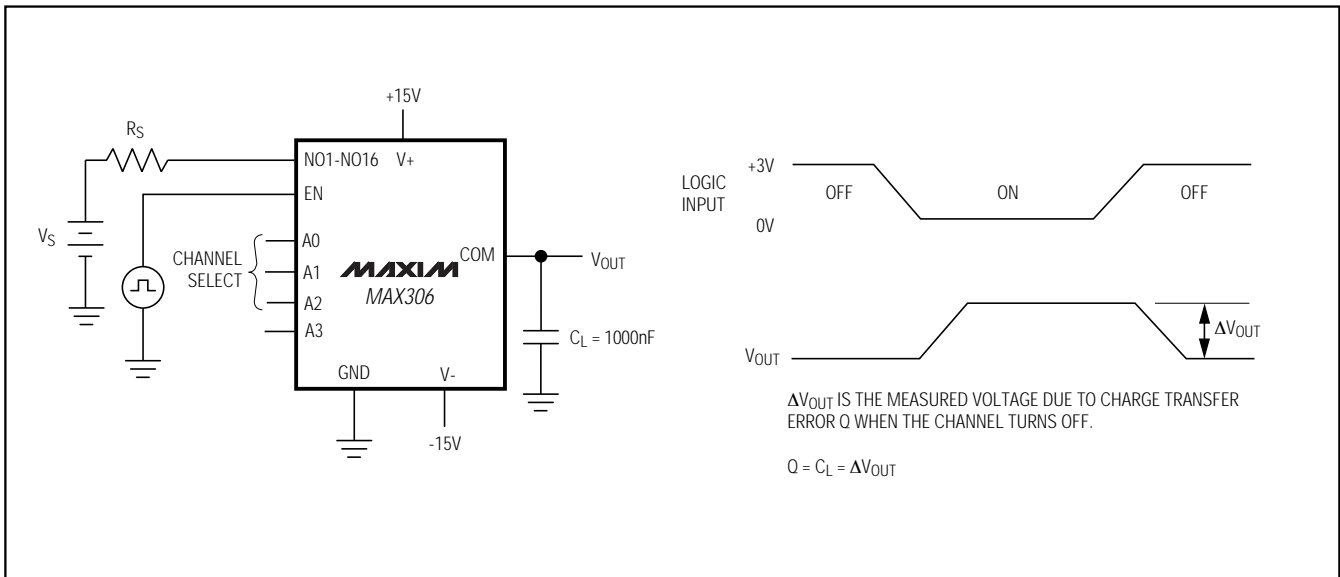 +15V
RS
NO1-NO16 V+
EN
VS
CHANNEL
SELECT
A0
A1
A2
A3
COM
MAXIM
MAX306
VOUT
CL = 1000nF
GND V-
-15V
LOGIC
INPUT
+3V
0V
OFF ON OFF
VOUT
ΔVOUT
ΔVOUT IS THE MEASURED VOLTAGE DUE TO CHARGE TRANSFER
ERROR Q WHEN THE CHANNEL TURNS OFF.
Q = CL = ΔVOUT